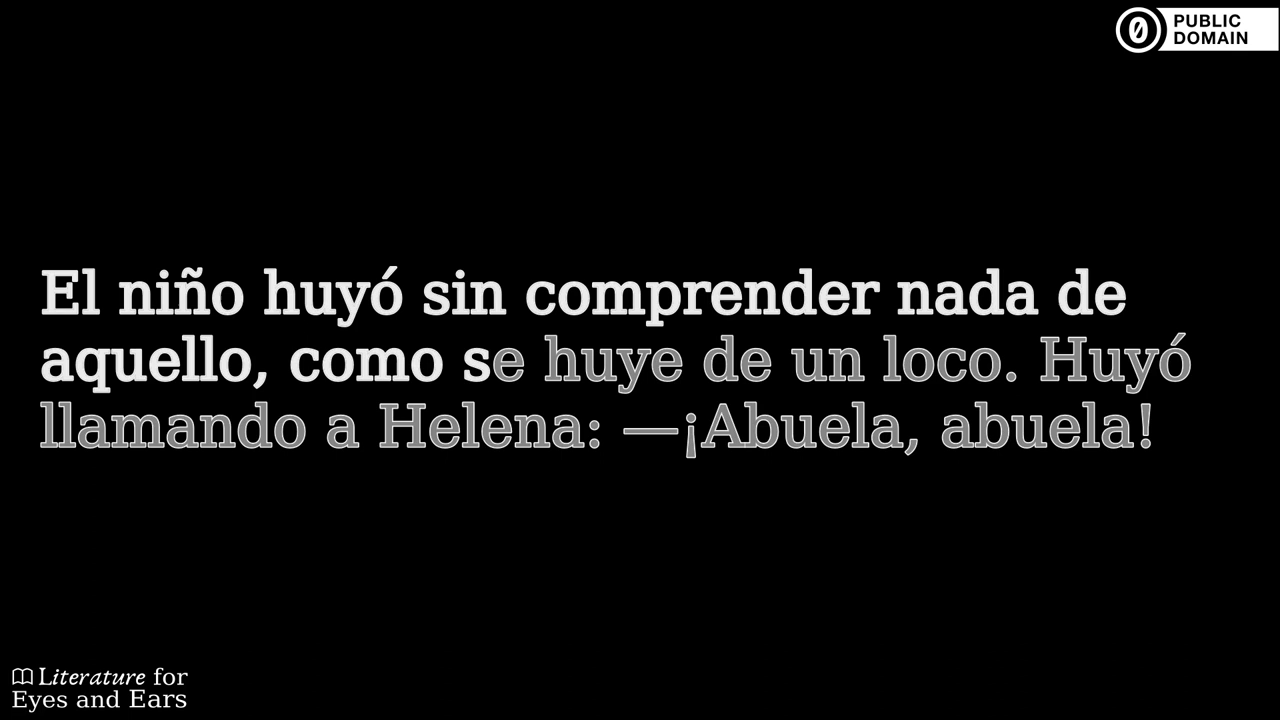 PUBLIC
DOMAIN
El niño huyó sin comprender nada de
aquello, como se huye de un loco. Huyó
llamando a Helena: —¡Abuela, abuela!
Literature for
Eyes and Ears